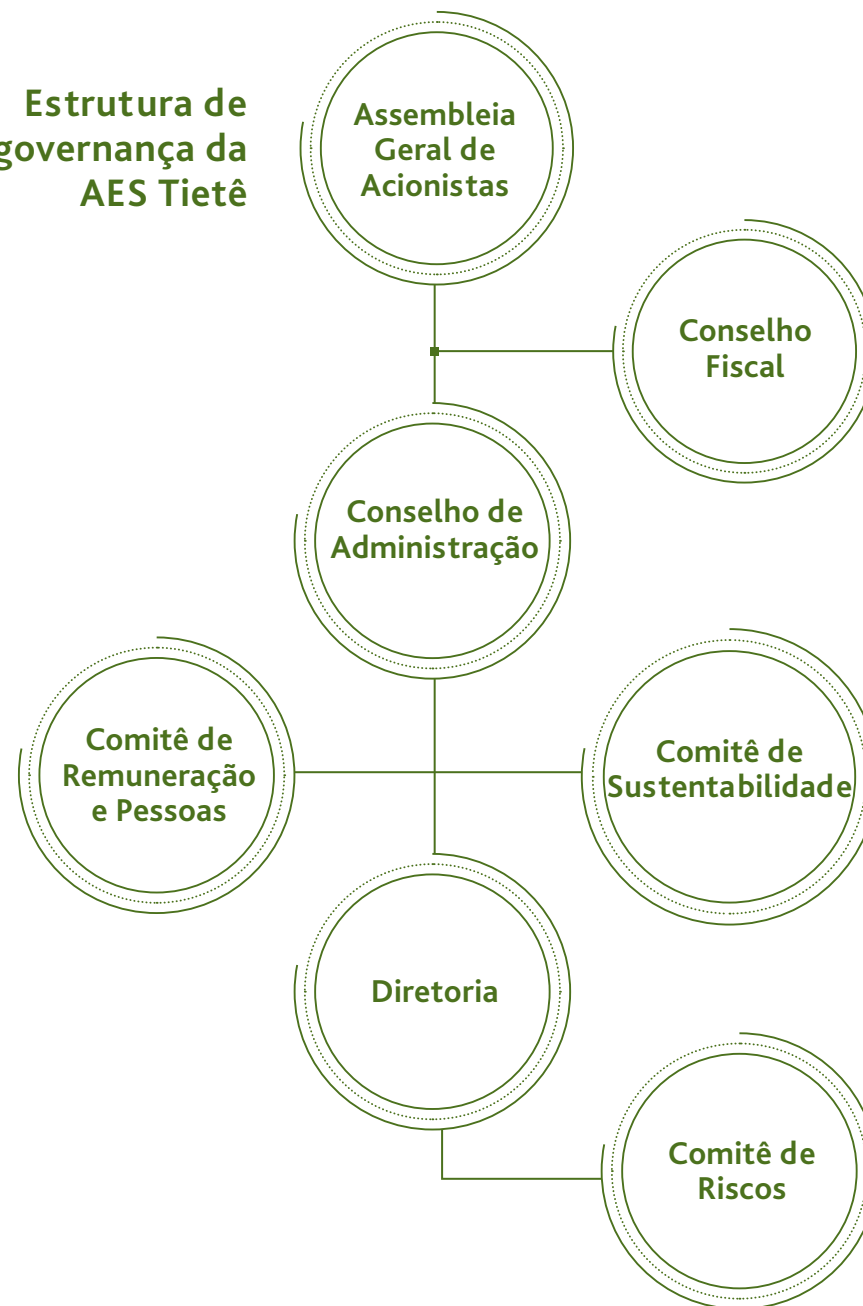 Estrutura de
governança da
AES Tietê
Assembleia
Geral de
Acionistas
Conselho
Fiscal
Conselho de
Administração
Comitê de
Remuneração
e Pessoas
Comitê de
Sustentabilidade
Diretoria
Comitê de
Riscos